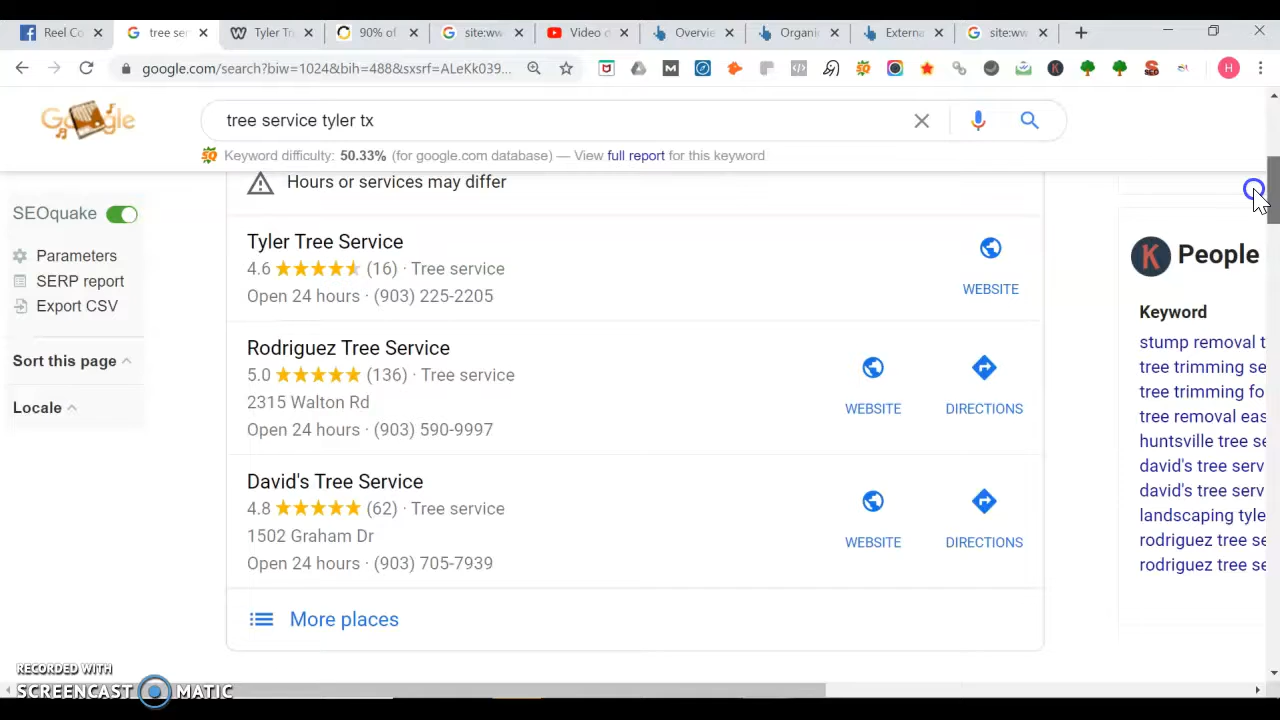 Reel Co
tree ser
Tyler Tr
90% of
site:ww
Video c
Overvie
Organi
Externa
site:ww
google.com/search?biw=1024&bih=488&sxsrf=ALeKk039...
H
Google
tree service tyler tx
Keyword difficulty: 50.33% (for google.com database) — View full report for this keyword
Hours or services may differ
SEOquake
Parameters
SERP report
Export CSV
Sort this page
Locale
Tyler Tree Service
4.6 (16) · Tree service
Open 24 hours · (903) 225-2205
WEBSITE
Rodriguez Tree Service
5.0 (136) · Tree service
2315 Walton Rd
Open 24 hours · (903) 590-9997
WEBSITE
DIRECTIONS
David's Tree Service
4.8 (62) · Tree service
1502 Graham Dr
Open 24 hours · (903) 705-7939
WEBSITE
DIRECTIONS
More places
K People
Keyword
stump removal t
tree trimming se
tree trimming fo
tree removal eas
huntsville tree se
david's tree serv
david's tree serv
landscaping tyle
rodriguez tree se
rodriguez tree se
RECORDED WITH
SCREENCAST MATIC